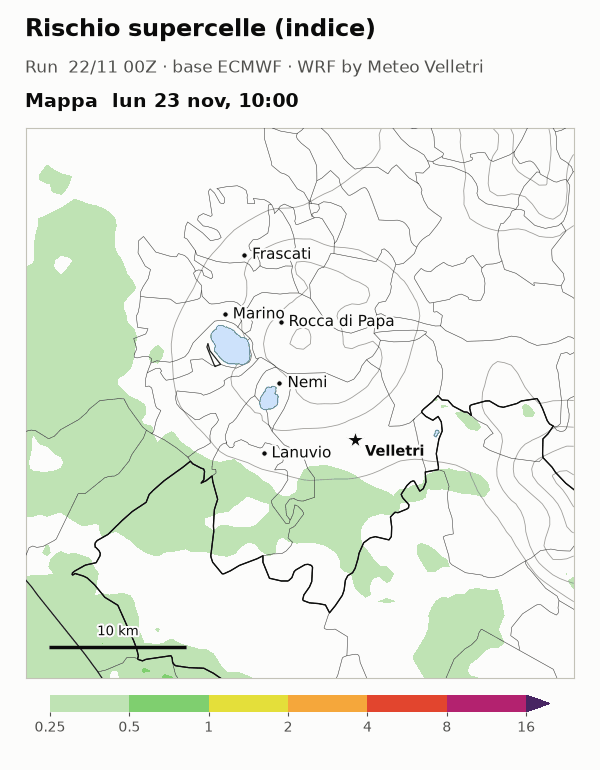 Rischio supercelle (indice)
Run  22/11 00Z · base ECMWF · WRF by Meteo Velletri
Mappa  lun 23 nov, 10:00
Frascati
Marino
Rocca di Papa
Nemi
Velletri
Lanuvio
10 km
0.25 0.5 1 2 4 8 16